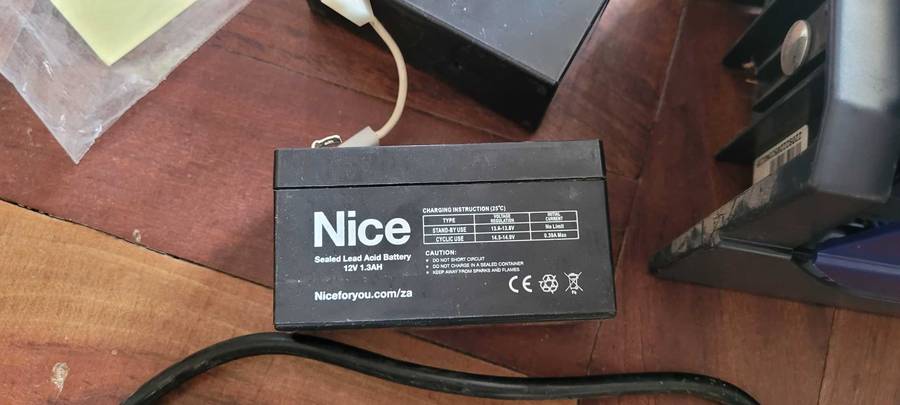 Nice
Sealed Lead Acid Battery
12V 1.3AH
Niceforyou.com/za
CHARGING INSTRUCTION (25°C)
TYPE VOLTAGE REGULATION INITIAL CURRENT
STAND-BY USE 13.6-13.8V No Limit
CYCLIC USE 14.5-14.9V 0.39A Max
CAUTION:
DO NOT SHORT CIRCUIT
DO NOT CHARGE IN A SEALED CONTAINER
KEEP AWAY FROM SPARKS AND FLAMES
CE
Pb